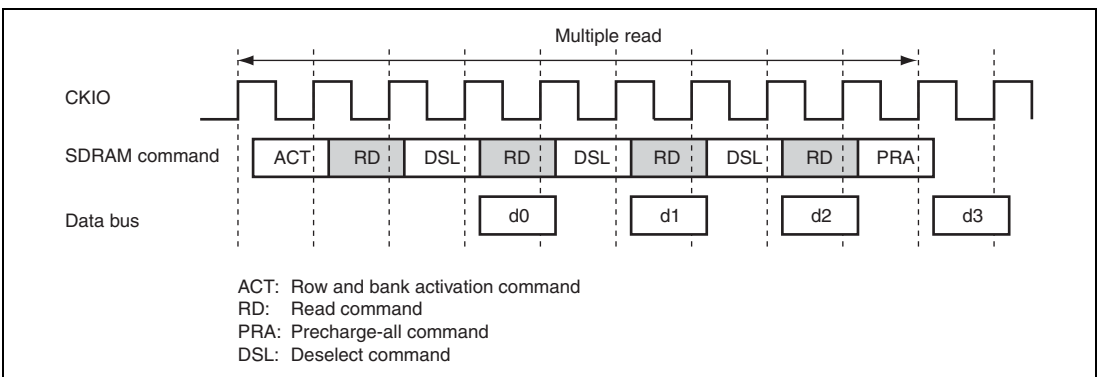 Multiple read
CKIO
SDRAM command ACT RD DSL RD DSL RD DSL RD PRA
Data bus d0 d1 d2 d3
ACT: Row and bank activation command
RD: Read command
PRA: Precharge-all command
DSL: Deselect command